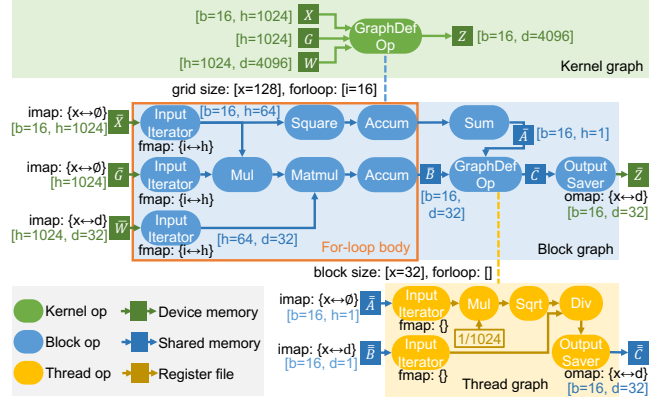 [b=16, h=1024] X
[h=1024] G
[h=1024, d=4096] W
GraphDef
Op
Z [b=16, d=4096]
Kernel graph
grid size: [x=128], forloop: [i=16]
imap: {x↔∅}
[b=16, h=1024]
X̄
Input
Iterator
fmap: {i↔h}
[b=16, h=64]
Square
Accum
Sum
Ā
[b=16, h=1]
imap: {x↔∅}
[h=1024]
Ḡ
Input
Iterator
fmap: {i↔h}
Mul
Matmul
Accum
B̄
[b=16,
d=32]
GraphDef
Op
C̄
Output
Saver
Z̄
omap: {x↔d}
[b=16, d=32]
imap: {x↔d}
[h=1024, d=32]
W̄
Input
Iterator
fmap: {i↔h}
[h=64, d=32]
For-loop body
Block graph
block size: [x=32], forloop: []
Kernel op
Device memory
Block op
Shared memory
Thread op
Register file
imap: {x↔∅}
[b=16, h=1]
A̿
Input
Iterator
fmap: {}
Mul
Sqrt
Div
1/1024
imap: {x↔d}
[b=16, d=1]
B̿
Input
Iterator
fmap: {}
Output
Saver
C̿
omap: {x↔d}
[b=16, d=32]
Thread graph